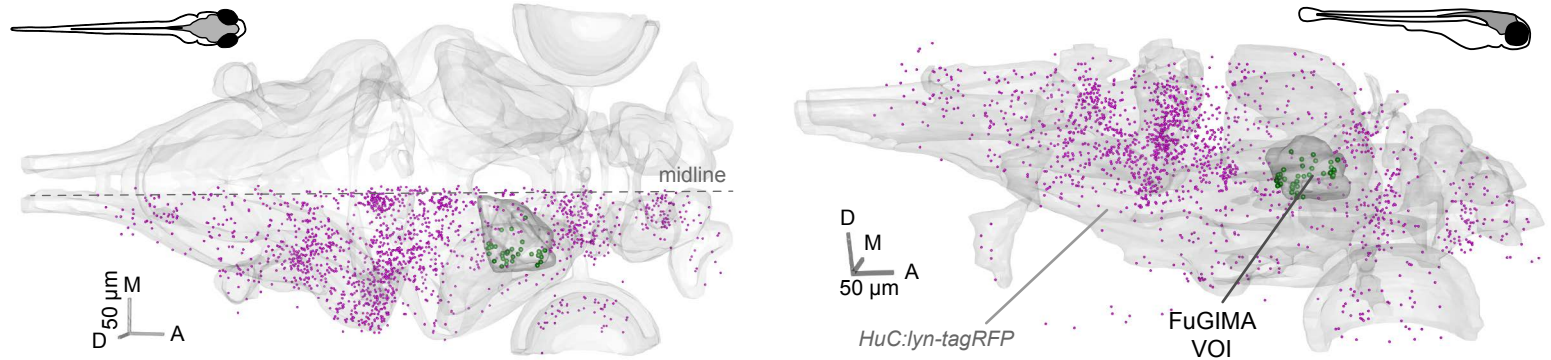 midline
50 µm
M
D
A
D
M
A
50 µm
HuC:lyn-tagRFP
FuGIMA
VOI